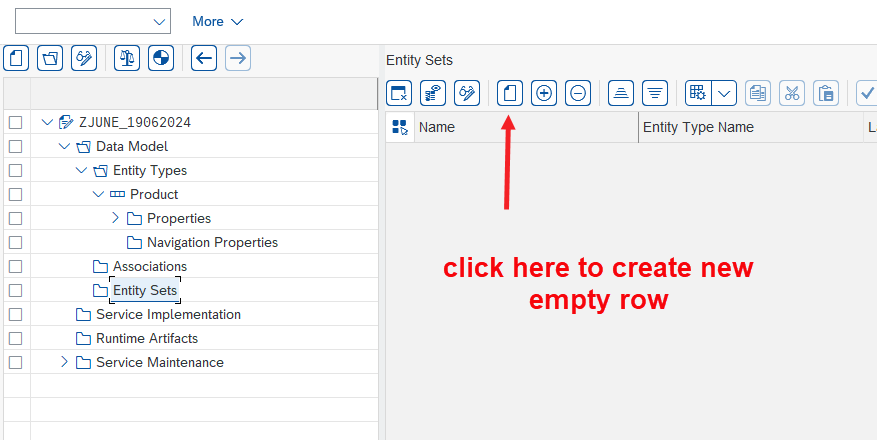 More
Entity Sets
Name
Entity Type Name
ZJUNE_19062024
Data Model
Entity Types
Product
Properties
Navigation Properties
Associations
Entity Sets
Service Implementation
Runtime Artifacts
Service Maintenance
click here to create new
empty row